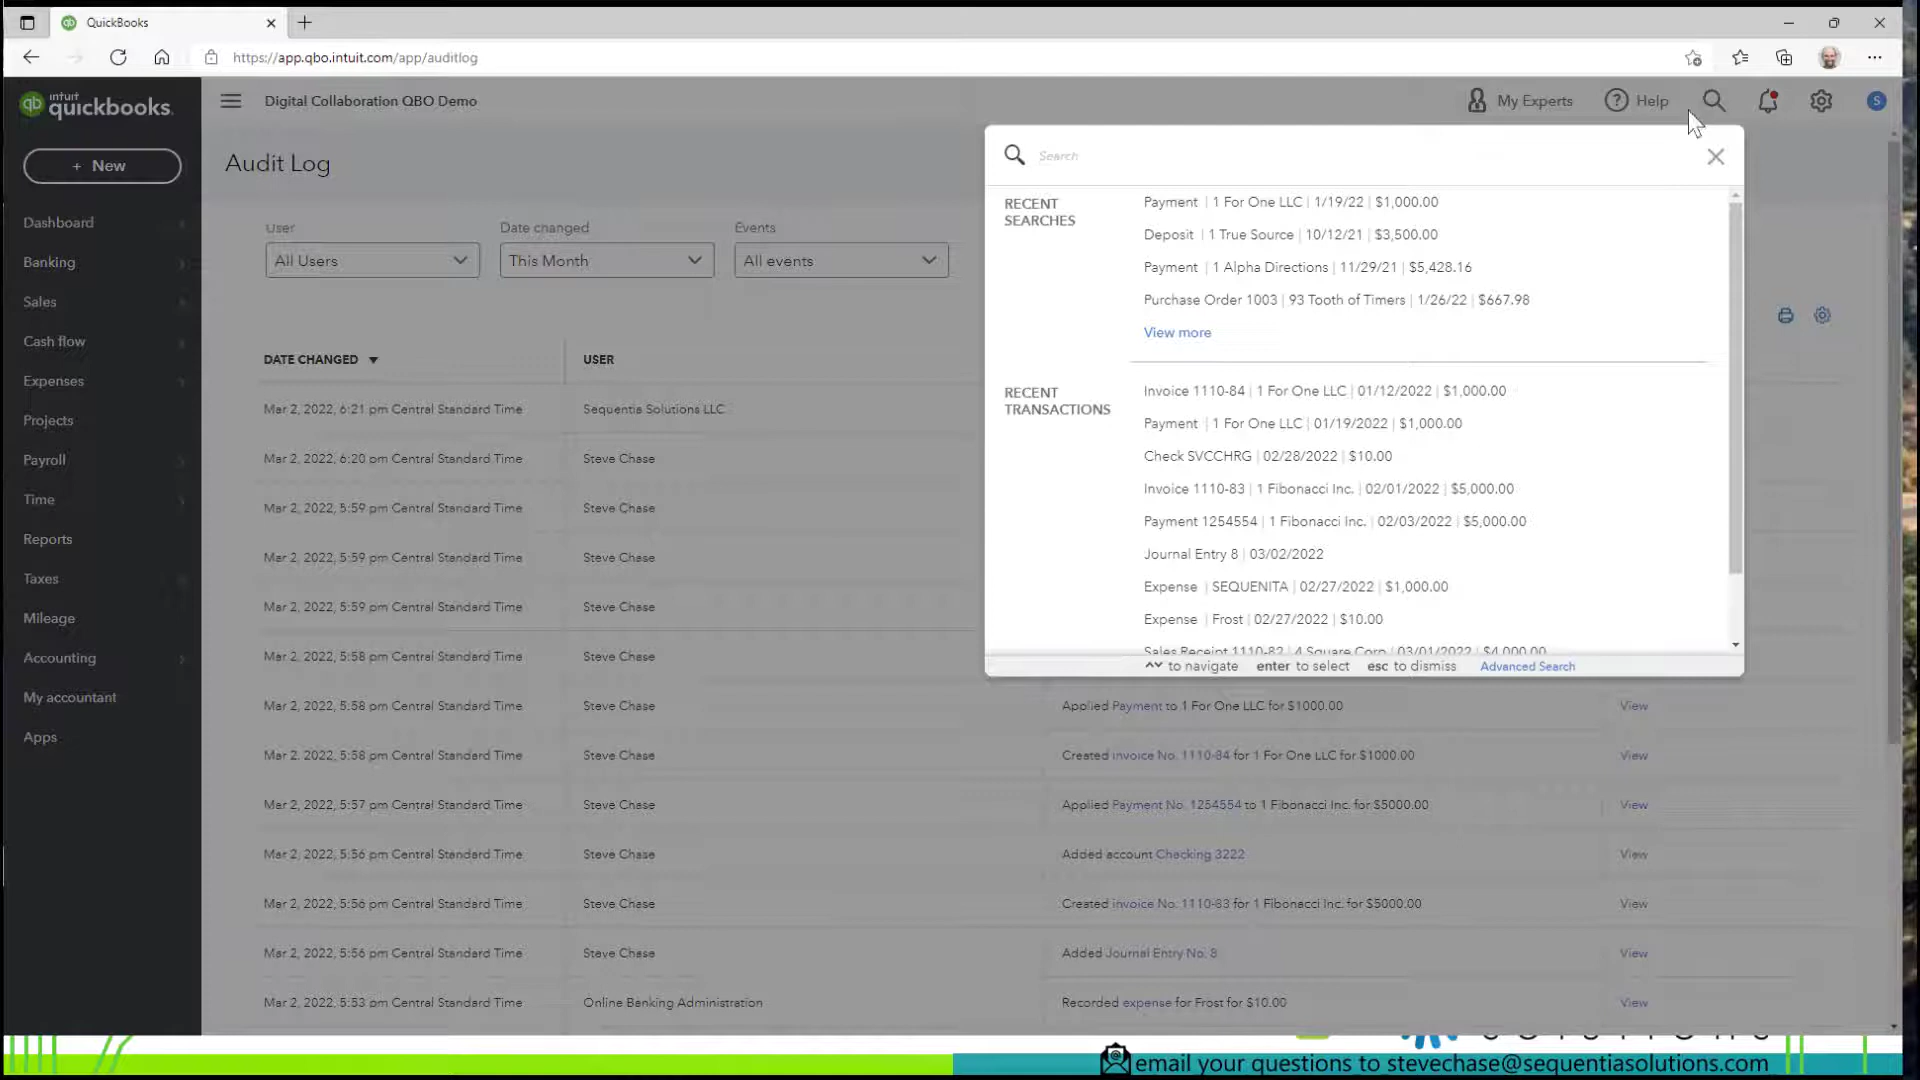 QuickBooks
https://app.qbo.intuit.com/app/auditlog
intuit
quickbooks.
Digital Collaboration QBO Demo
My Experts
Help
S
+ New
Dashboard
Banking
Sales
Cash flow
Expenses
Projects
Payroll
Time
Reports
Taxes
Mileage
Accounting
My accountant
Apps
Audit Log
User
Date changed
Events
All Users
This Month
All events
DATE CHANGED
USER
Mar 2, 2022, 6:21 pm Central Standard Time Sequentia Solutions LLC
Mar 2, 2022, 6:20 pm Central Standard Time Steve Chase
Mar 2, 2022, 5:59 pm Central Standard Time Steve Chase
Mar 2, 2022, 5:59 pm Central Standard Time Steve Chase
Mar 2, 2022, 5:59 pm Central Standard Time Steve Chase
Mar 2, 2022, 5:58 pm Central Standard Time Steve Chase
Mar 2, 2022, 5:58 pm Central Standard Time Steve Chase Applied Payment to 1 For One LLC for $1000.00 View
Mar 2, 2022, 5:58 pm Central Standard Time Steve Chase Created invoice No. 1110-84 for 1 For One LLC for $1000.00 View
Mar 2, 2022, 5:57 pm Central Standard Time Steve Chase Applied Payment No. 1254554 to 1 Fibonacci Inc. for $5000.00 View
Mar 2, 2022, 5:56 pm Central Standard Time Steve Chase Added account Checking 3222 View
Mar 2, 2022, 5:56 pm Central Standard Time Steve Chase Created invoice No. 1110-83 for 1 Fibonacci Inc. for $5000.00 View
Mar 2, 2022, 5:56 pm Central Standard Time Steve Chase Added Journal Entry No. 8 View
Mar 2, 2022, 5:53 pm Central Standard Time Online Banking Administration Recorded expense for Frost for $10.00 View
Search
RECENT
SEARCHES
Payment | 1 For One LLC | 1/19/22 | $1,000.00
Deposit | 1 True Source | 10/12/21 | $3,500.00
Payment | 1 Alpha Directions | 11/29/21 | $5,428.16
Purchase Order 1003 | 93 Tooth of Timers | 1/26/22 | $667.98
View more
RECENT
TRANSACTIONS
Invoice 1110-84 | 1 For One LLC | 01/12/2022 | $1,000.00
Payment | 1 For One LLC | 01/19/2022 | $1,000.00
Check SVCCHRG | 02/28/2022 | $10.00
Invoice 1110-83 | 1 Fibonacci Inc. | 02/01/2022 | $5,000.00
Payment 1254554 | 1 Fibonacci Inc. | 02/03/2022 | $5,000.00
Journal Entry 8 | 03/02/2022
Expense | SEQUENITA | 02/27/2022 | $1,000.00
Expense | Frost | 02/27/2022 | $10.00
Sales Receipt 1110-82 | 4 Square Corp | 03/01/2022 | $4,000.00
to navigate enter to select esc to dismiss Advanced Search
email your questions to stevechase@sequentiasolutions.com